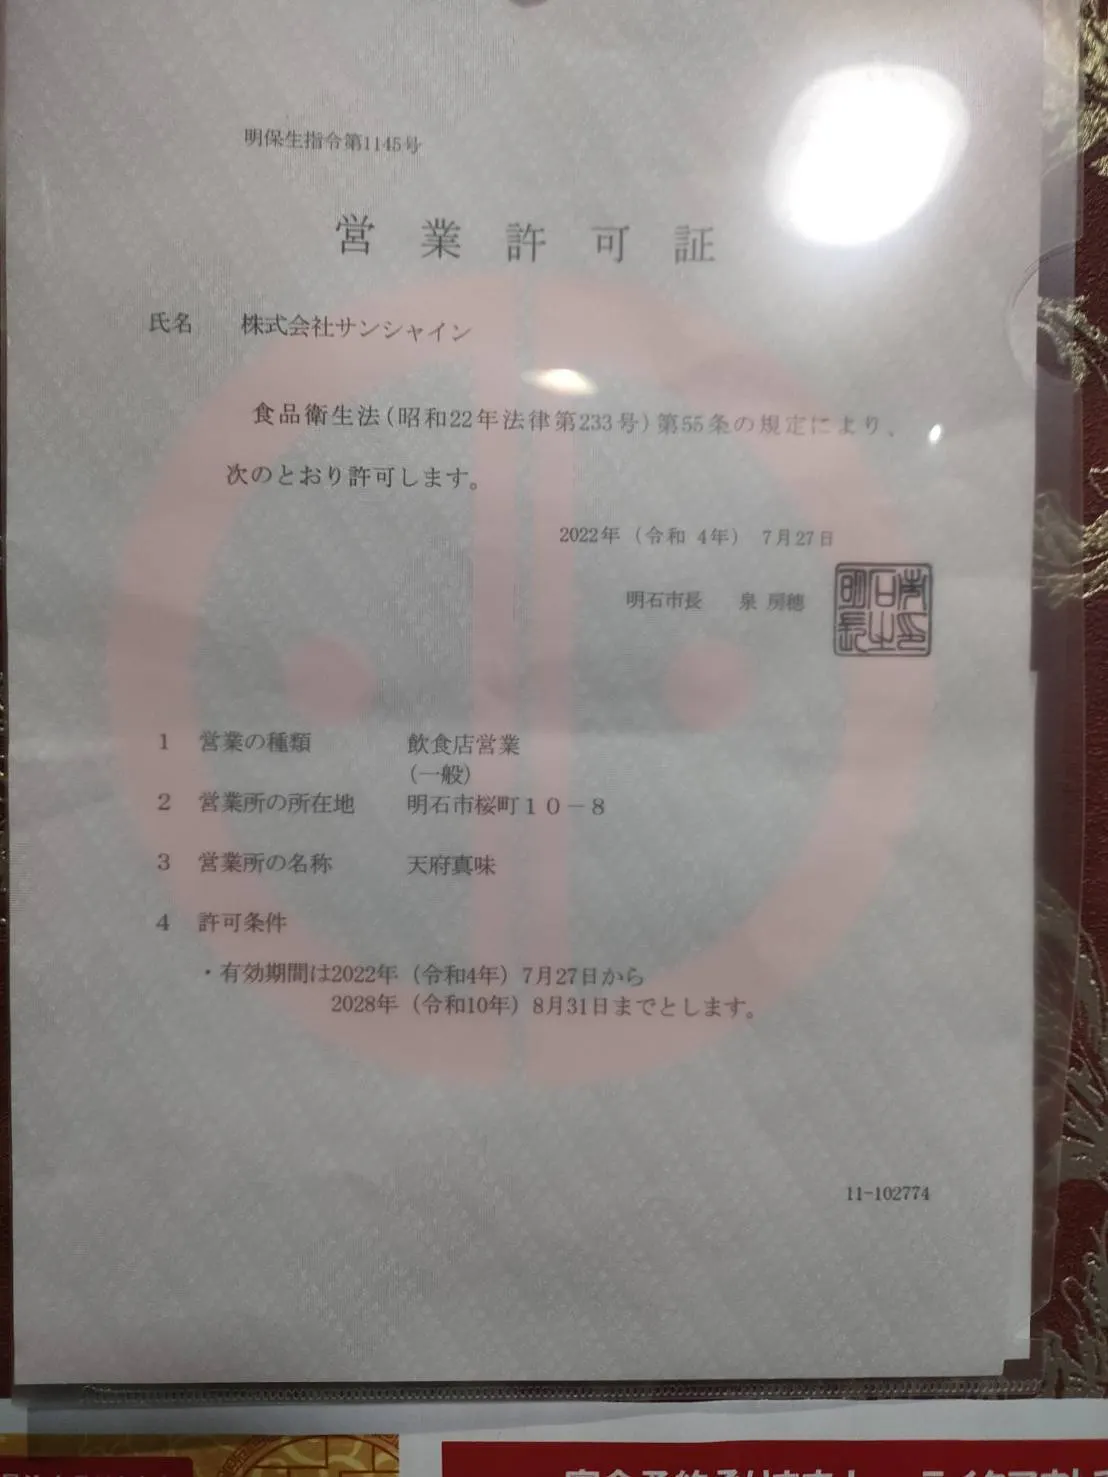 明保生指令第1145号
営業許可証
氏名 株式会社サンシャイン
食品衛生法(昭和22年法律第233号)第55条の規定により、
次のとおり許可します。
2022年（令和 4年） 7月27日
明石市長 泉 房穂
明石市長之印
1 営業の種類 飲食店営業
(一般)
2 営業所の所在地 明石市桜町１０－８
3 営業所の名称 天府真味
4 許可条件
・有効期間は2022年（令和4年）7月27日から
2028年（令和10年）8月31日までとします。
11-102774